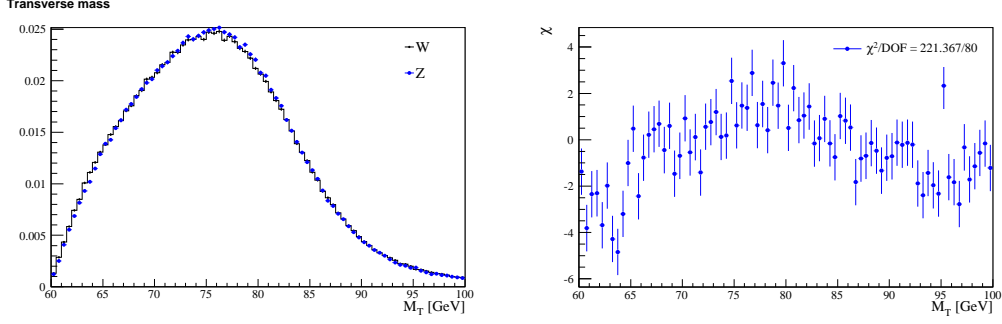 Transverse mass
0.025
0.02
0.015
0.01
0.005
0
60 65 70 75 80 85 90 95 100
M_T [GeV]
W
Z
χ
4
2
0
-2
-4
-6
χ²/DOF = 221.367/80
60 65 70 75 80 85 90 95 100
M_T [GeV]